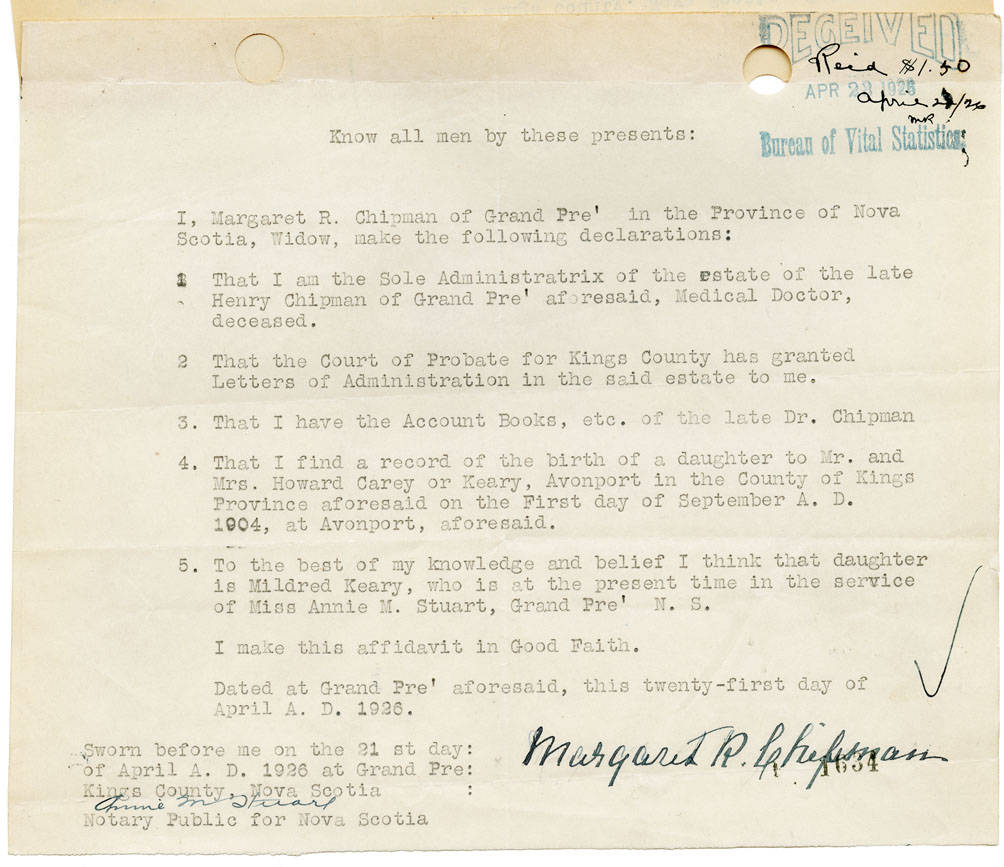 RECEIVED
Reid $1.50
APR 23 1926
April 23/26
MR
Bureau of Vital Statistics
Know all men by these presents:
I, Margaret R. Chipman of Grand Pre' in the Province of Nova
Scotia, Widow, make the following declarations:
1 That I am the Sole Administratrix of the estate of the late
Henry Chipman of Grand Pre' aforesaid, Medical Doctor,
deceased.
2 That the Court of Probate for Kings County has granted
Letters of Administration in the said estate to me.
3. That I have the Account Books, etc. of the late Dr. Chipman
4. That I find a record of the birth of a daughter to Mr. and
Mrs. Howard Carey or Keary, Avonport in the County of Kings
Province aforesaid on the First day of September A. D.
1904, at Avonport, aforesaid.
5. To the best of my knowledge and belief I think that daughter
is Mildred Keary, who is at the present time in the service
of Miss Annie M. Stuart, Grand Pre' N. S.
I make this affidavit in Good Faith.
Dated at Grand Pre' aforesaid, this twenty-first day of
April A. D. 1926.
Margaret R. Chipman
1634
Sworn before me on the 21 st day:
of April A. D. 1926 at Grand Pre:
Kings County, Nova Scotia :
Annie M Stuart
Notary Public for Nova Scotia